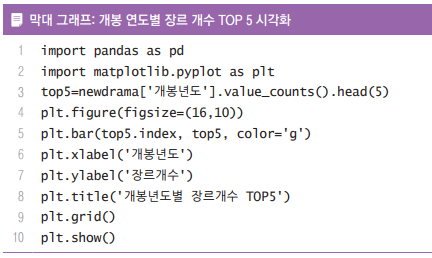 막대 그래프: 개봉 연도별 장르 개수 TOP 5 시각화
1 import pandas as pd
2 import matplotlib.pyplot as plt
3 top5=newdrama['개봉년도'].value_counts().head(5)
4 plt.figure(figsize=(16,10))
5 plt.bar(top5.index, top5, color='g')
6 plt.xlabel('개봉년도')
7 plt.ylabel('장르개수')
8 plt.title('개봉년도별 장르개수 TOP5')
9 plt.grid()
10 plt.show()